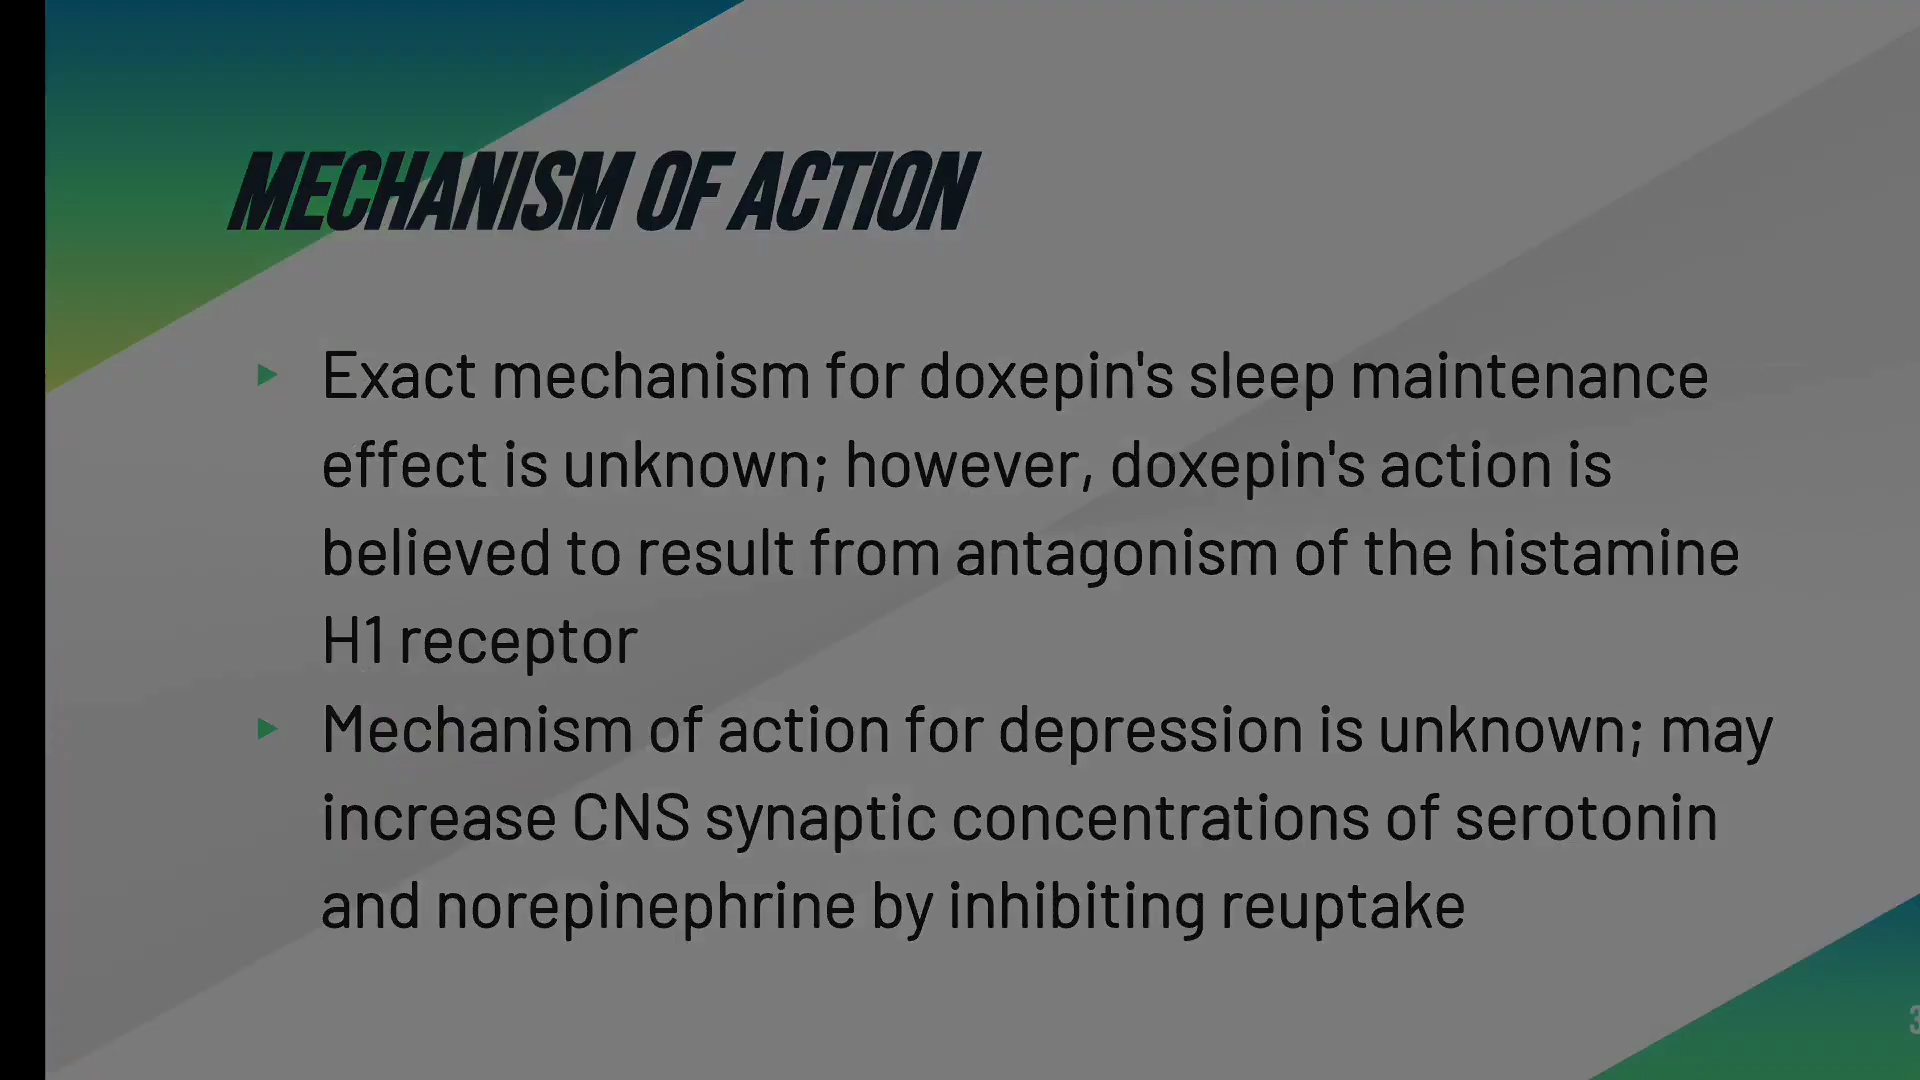 MECHANISM OF ACTION
Exact mechanism for doxepin's sleep maintenance
effect is unknown; however, doxepin's action is
believed to result from antagonism of the histamine
H1 receptor
Mechanism of action for depression is unknown; may
increase CNS synaptic concentrations of serotonin
and norepinephrine by inhibiting reuptake